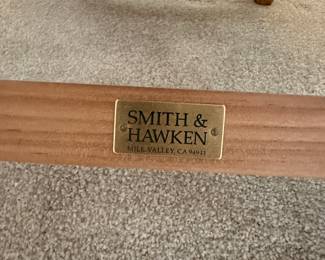 SMITH &
HAWKEN
MILL VALLEY, CA 94941